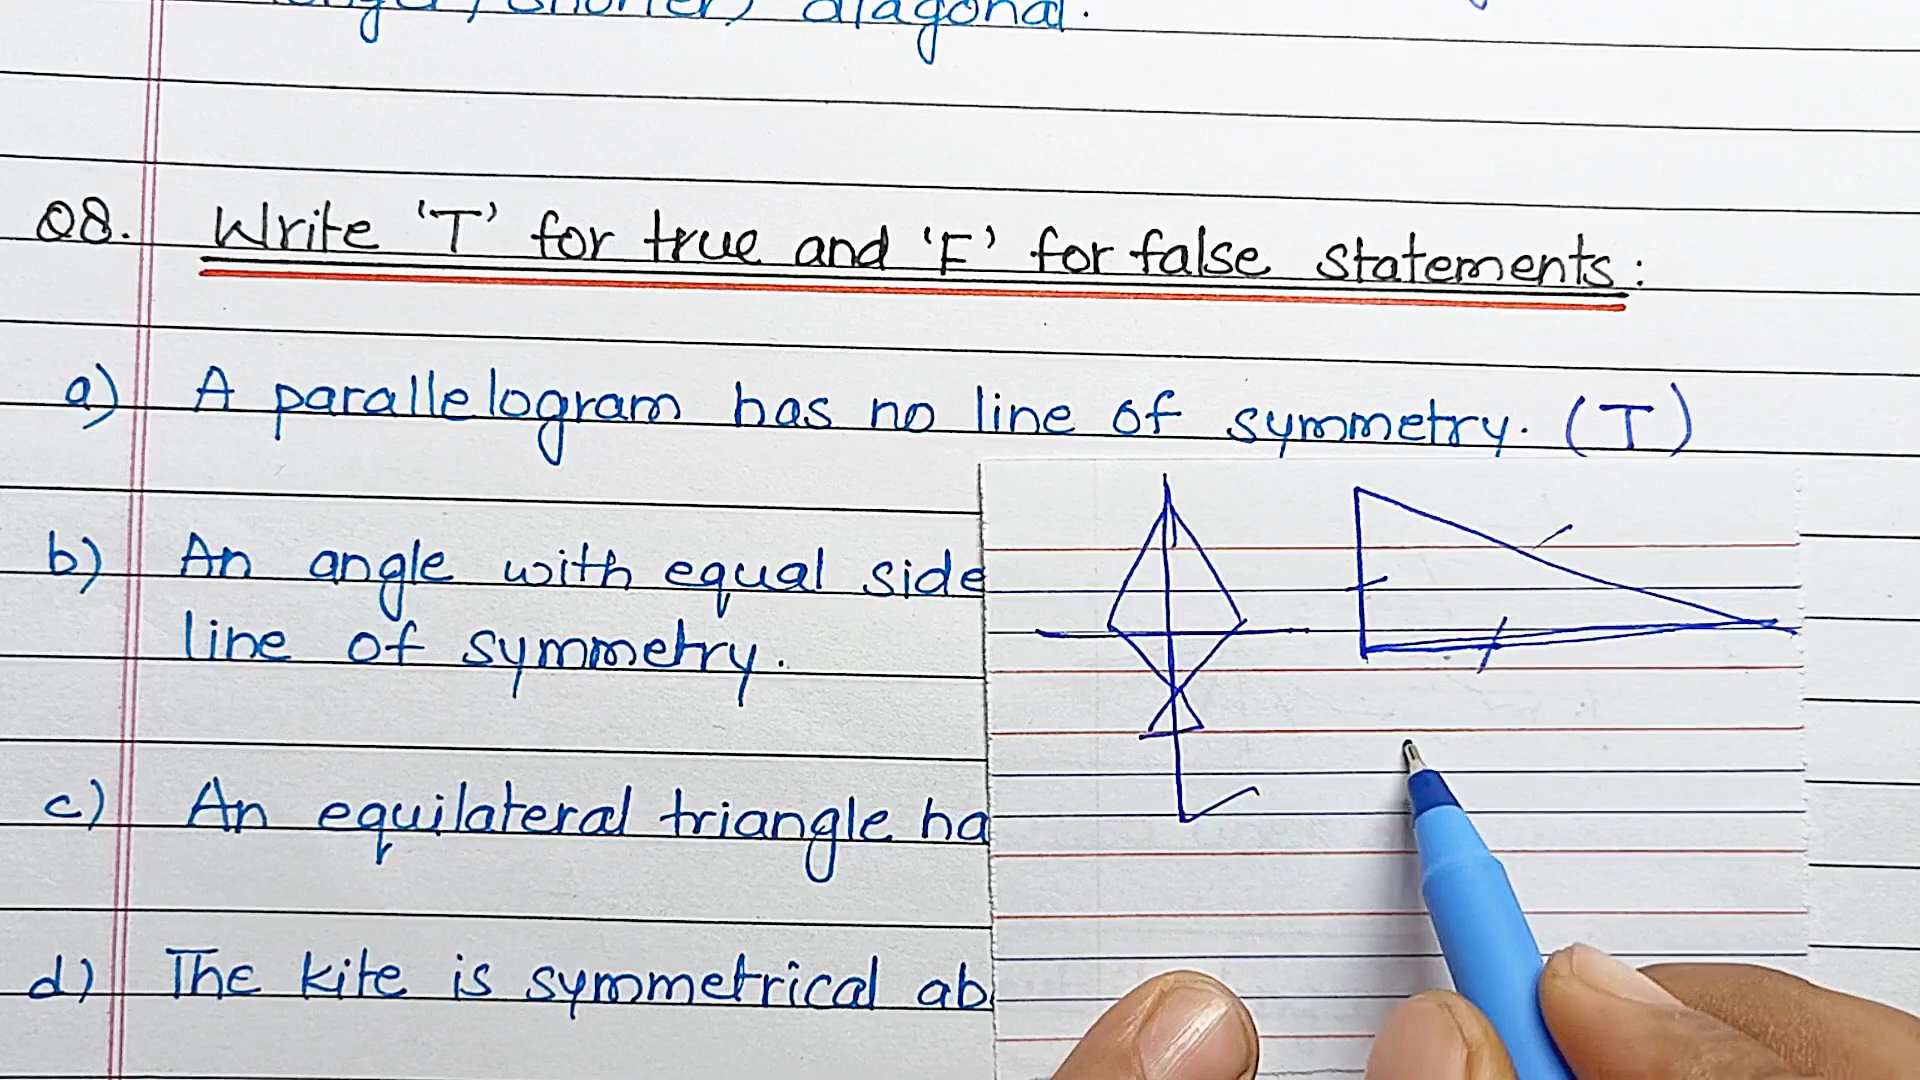 diagonal.
Q8. Write 'T' for true and 'F' for false statements:
a) A parallelogram has no line of symmetry. (T)
b) An angle with equal side
line of symmetry.
c) An equilateral triangle ha
d) The kite is symmetrical ab